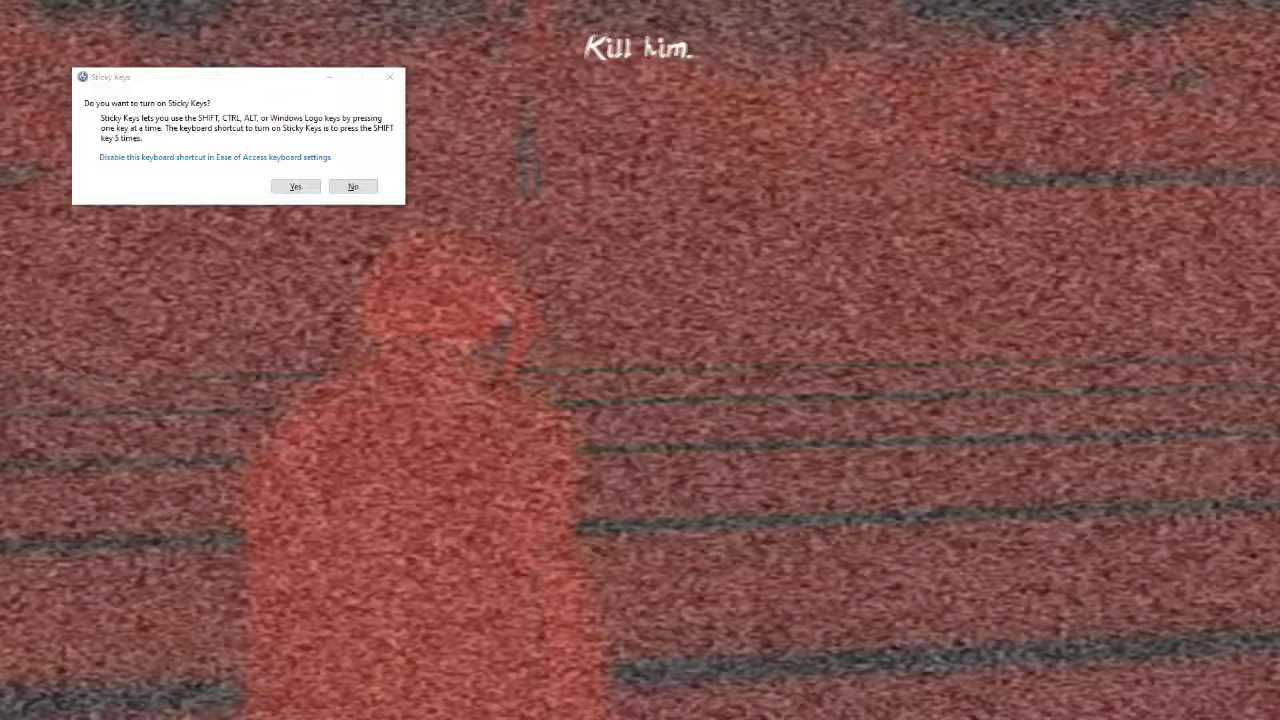 Kill him.
Sticky Keys
Do you want to turn on Sticky Keys?
Sticky Keys lets you use the SHIFT, CTRL, ALT, or Windows Logo keys by pressing
one key at a time. The keyboard shortcut to turn on Sticky Keys is to press the SHIFT
key 5 times.
Disable this keyboard shortcut in Ease of Access keyboard settings
Yes No